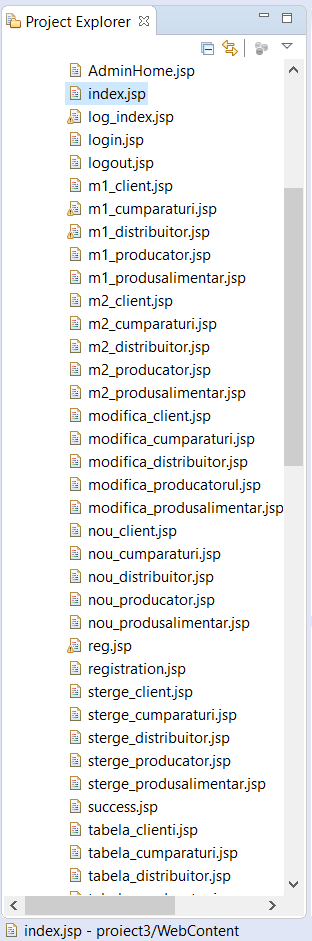 Project Explorer
AdminHome.jsp
index.jsp
log_index.jsp
login.jsp
logout.jsp
m1_client.jsp
m1_cumparaturi.jsp
m1_distribuitor.jsp
m1_producator.jsp
m1_produsalimentar.jsp
m2_client.jsp
m2_cumparaturi.jsp
m2_distribuitor.jsp
m2_producator.jsp
m2_produsalimentar.jsp
modifica_client.jsp
modifica_cumparaturi.jsp
modifica_distribuitor.jsp
modifica_producatorul.jsp
modifica_produsalimentar.jsp
nou_client.jsp
nou_cumparaturi.jsp
nou_distribuitor.jsp
nou_producator.jsp
nou_produsalimentar.jsp
reg.jsp
registration.jsp
sterge_client.jsp
sterge_cumparaturi.jsp
sterge_distribuitor.jsp
sterge_producator.jsp
sterge_produsalimentar.jsp
success.jsp
tabela_clienti.jsp
tabela_cumparaturi.jsp
tabela_distribuitor.jsp
index.jsp - proiect3/WebContent